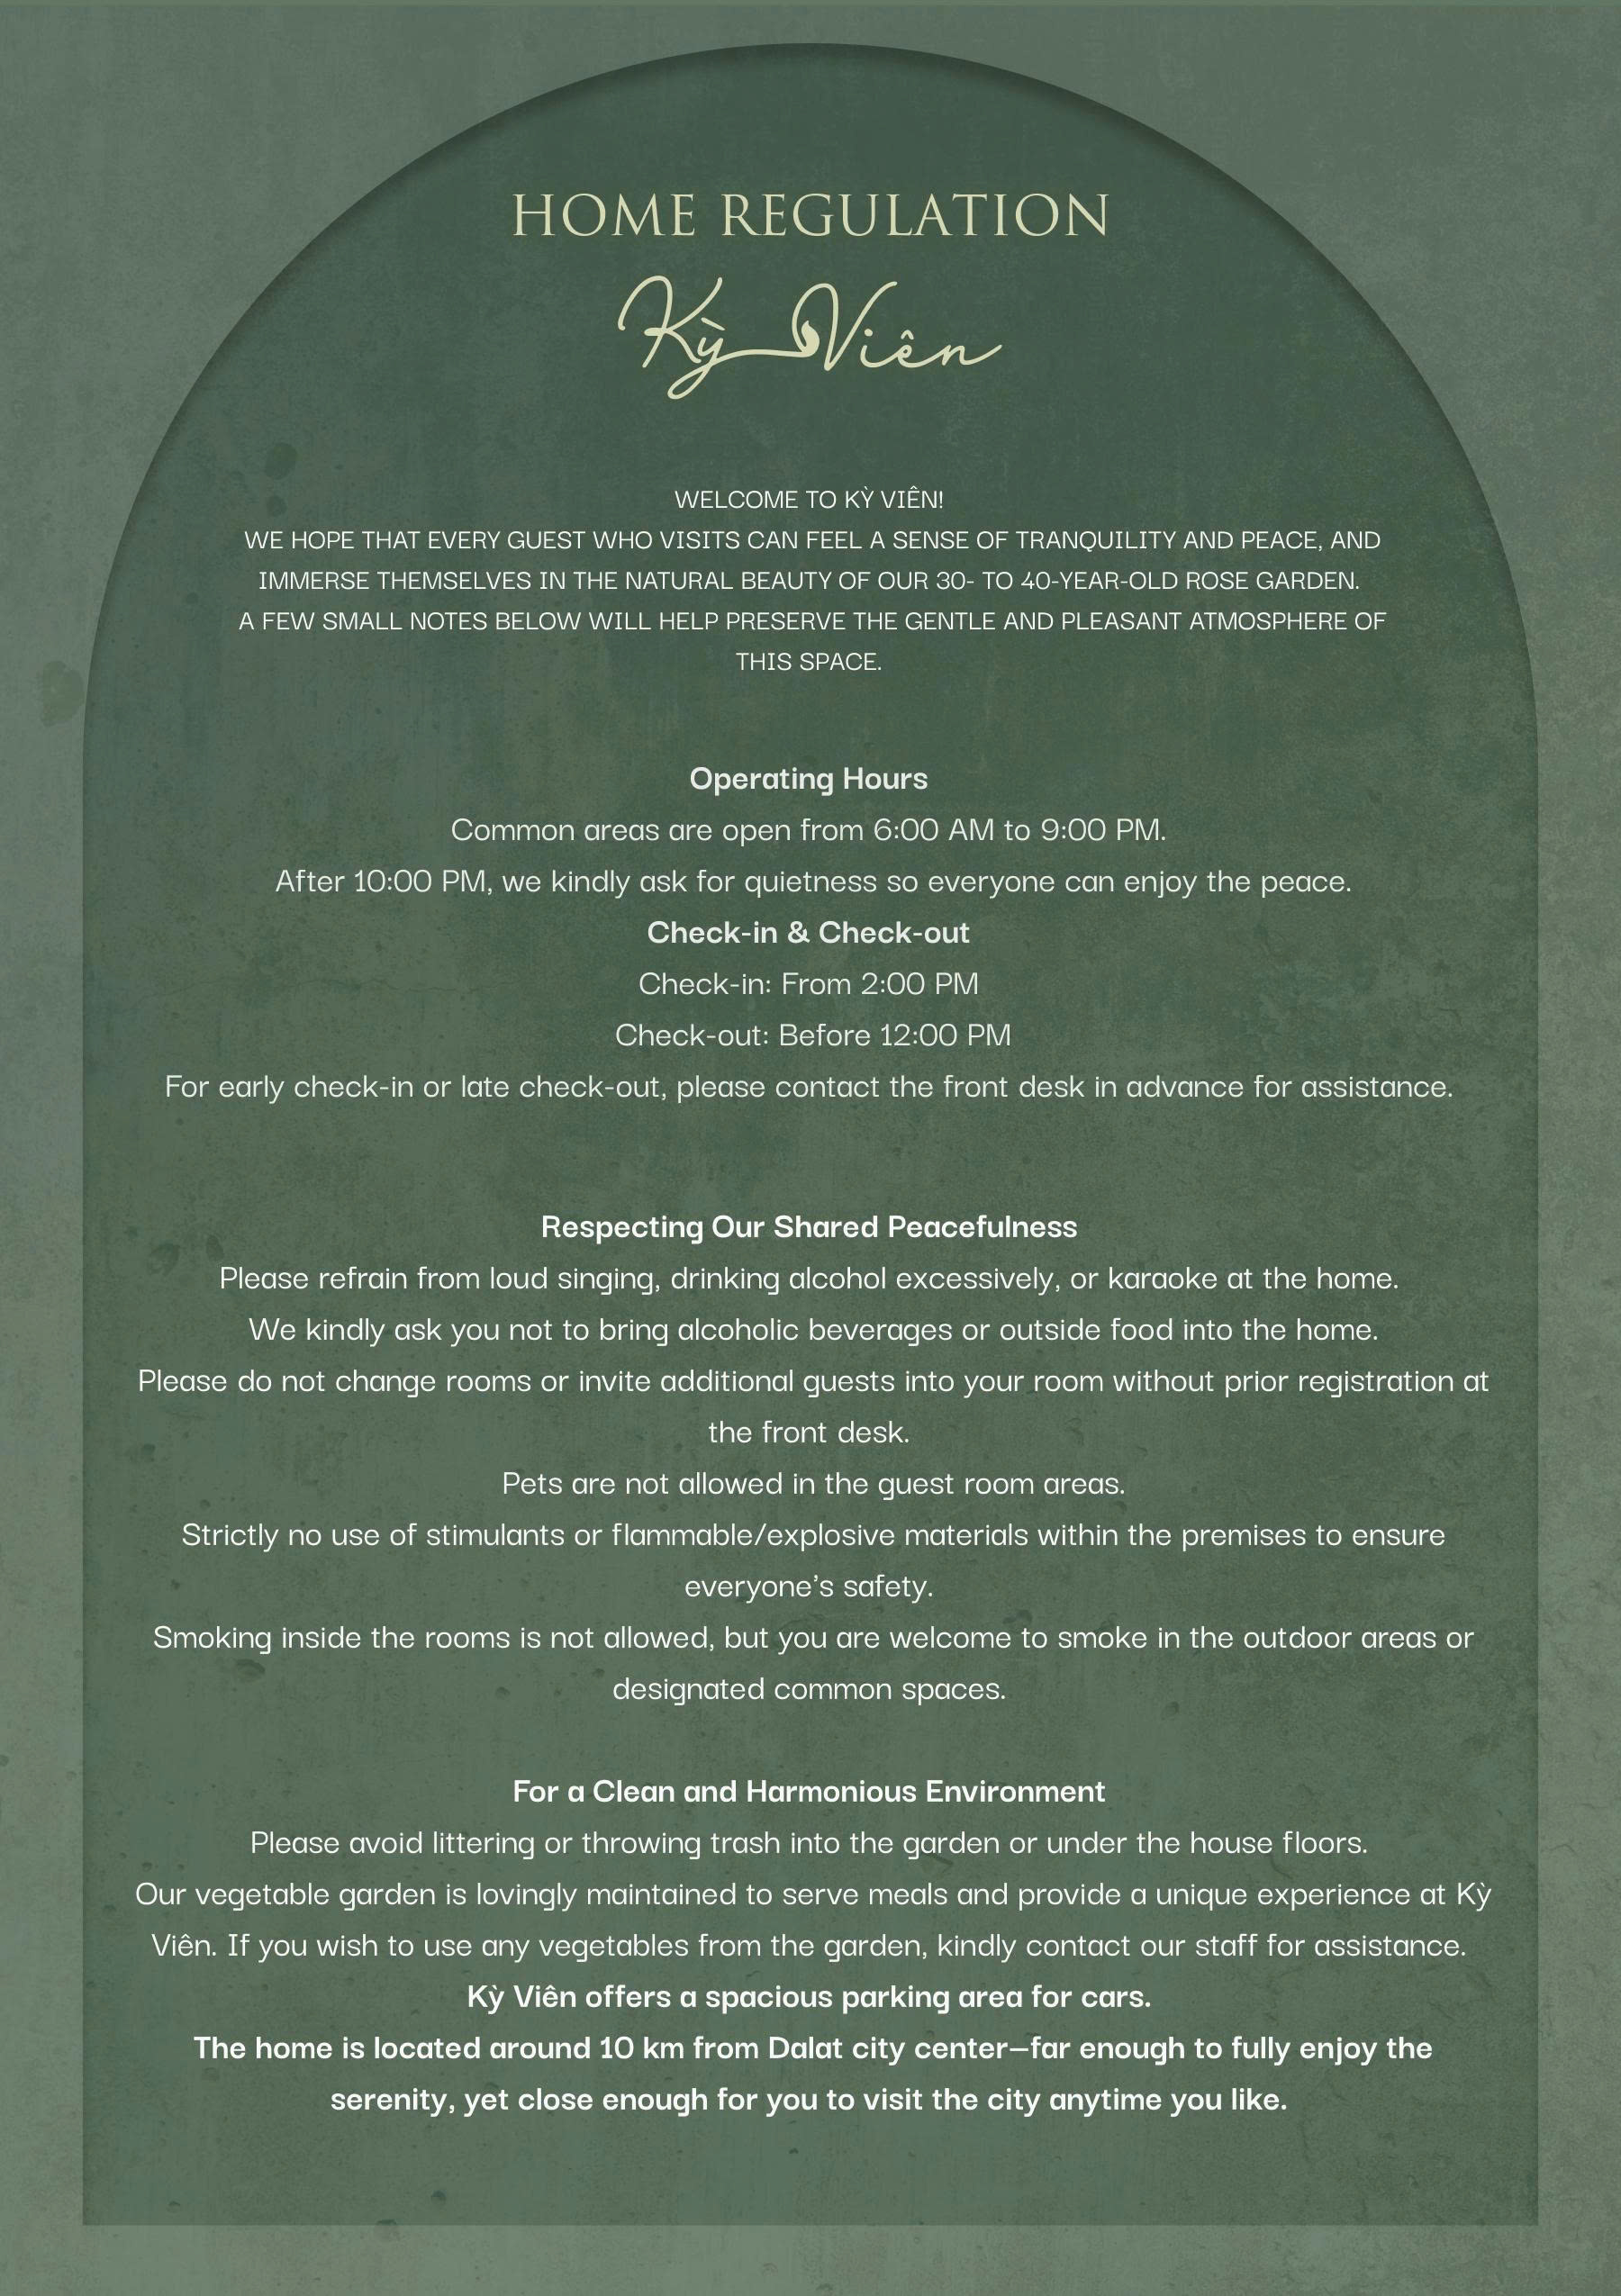 HOME REGULATION
Kỳ Viên
WELCOME TO KỲ VIÊN!
WE HOPE THAT EVERY GUEST WHO VISITS CAN FEEL A SENSE OF TRANQUILITY AND PEACE, AND
IMMERSE THEMSELVES IN THE NATURAL BEAUTY OF OUR 30- TO 40-YEAR-OLD ROSE GARDEN.
A FEW SMALL NOTES BELOW WILL HELP PRESERVE THE GENTLE AND PLEASANT ATMOSPHERE OF
THIS SPACE.
Operating Hours
Common areas are open from 6:00 AM to 9:00 PM.
After 10:00 PM, we kindly ask for quietness so everyone can enjoy the peace.
Check-in & Check-out
Check-in: From 2:00 PM
Check-out: Before 12:00 PM
For early check-in or late check-out, please contact the front desk in advance for assistance.
Respecting Our Shared Peacefulness
Please refrain from loud singing, drinking alcohol excessively, or karaoke at the home.
We kindly ask you not to bring alcoholic beverages or outside food into the home.
Please do not change rooms or invite additional guests into your room without prior registration at
the front desk.
Pets are not allowed in the guest room areas.
Strictly no use of stimulants or flammable/explosive materials within the premises to ensure
everyone’s safety.
Smoking inside the rooms is not allowed, but you are welcome to smoke in the outdoor areas or
designated common spaces.
For a Clean and Harmonious Environment
Please avoid littering or throwing trash into the garden or under the house floors.
Our vegetable garden is lovingly maintained to serve meals and provide a unique experience at Kỳ
Viên. If you wish to use any vegetables from the garden, kindly contact our staff for assistance.
Kỳ Viên offers a spacious parking area for cars.
The home is located around 10 km from Dalat city center—far enough to fully enjoy the
serenity, yet close enough for you to visit the city anytime you like.